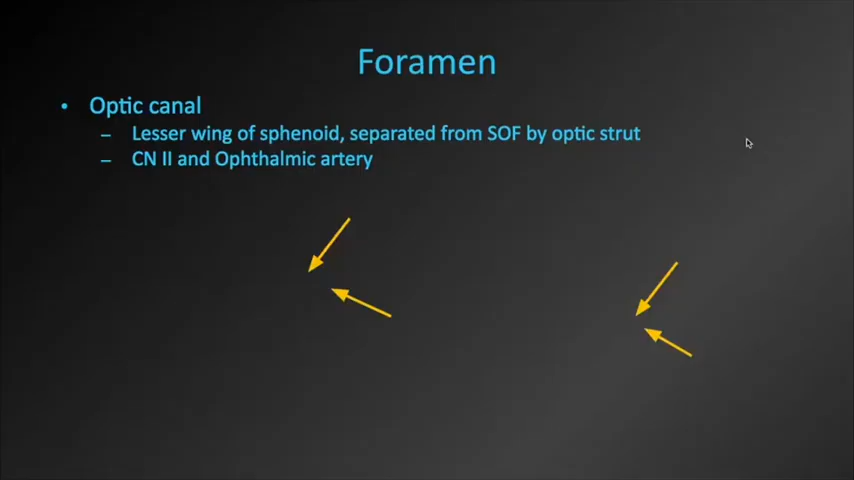 Foramen
• Optic canal
– Lesser wing of sphenoid, separated from SOF by optic strut
– CN II and Ophthalmic artery